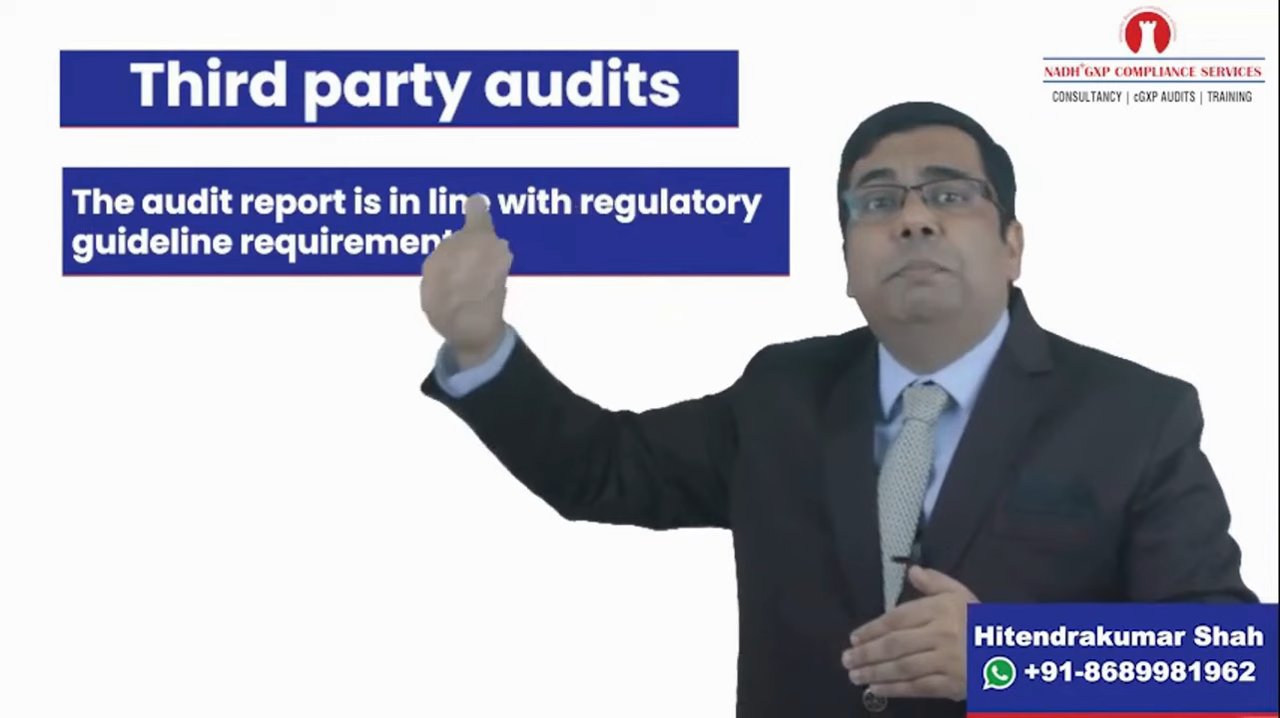 Third party audits
NADH+GXP COMPLIANCE SERVICES
CONSULTANCY | cGXP AUDITS | TRAINING
The audit report is in line with regulatory
guideline
Hitendrakumar Shah
+91-8689981962